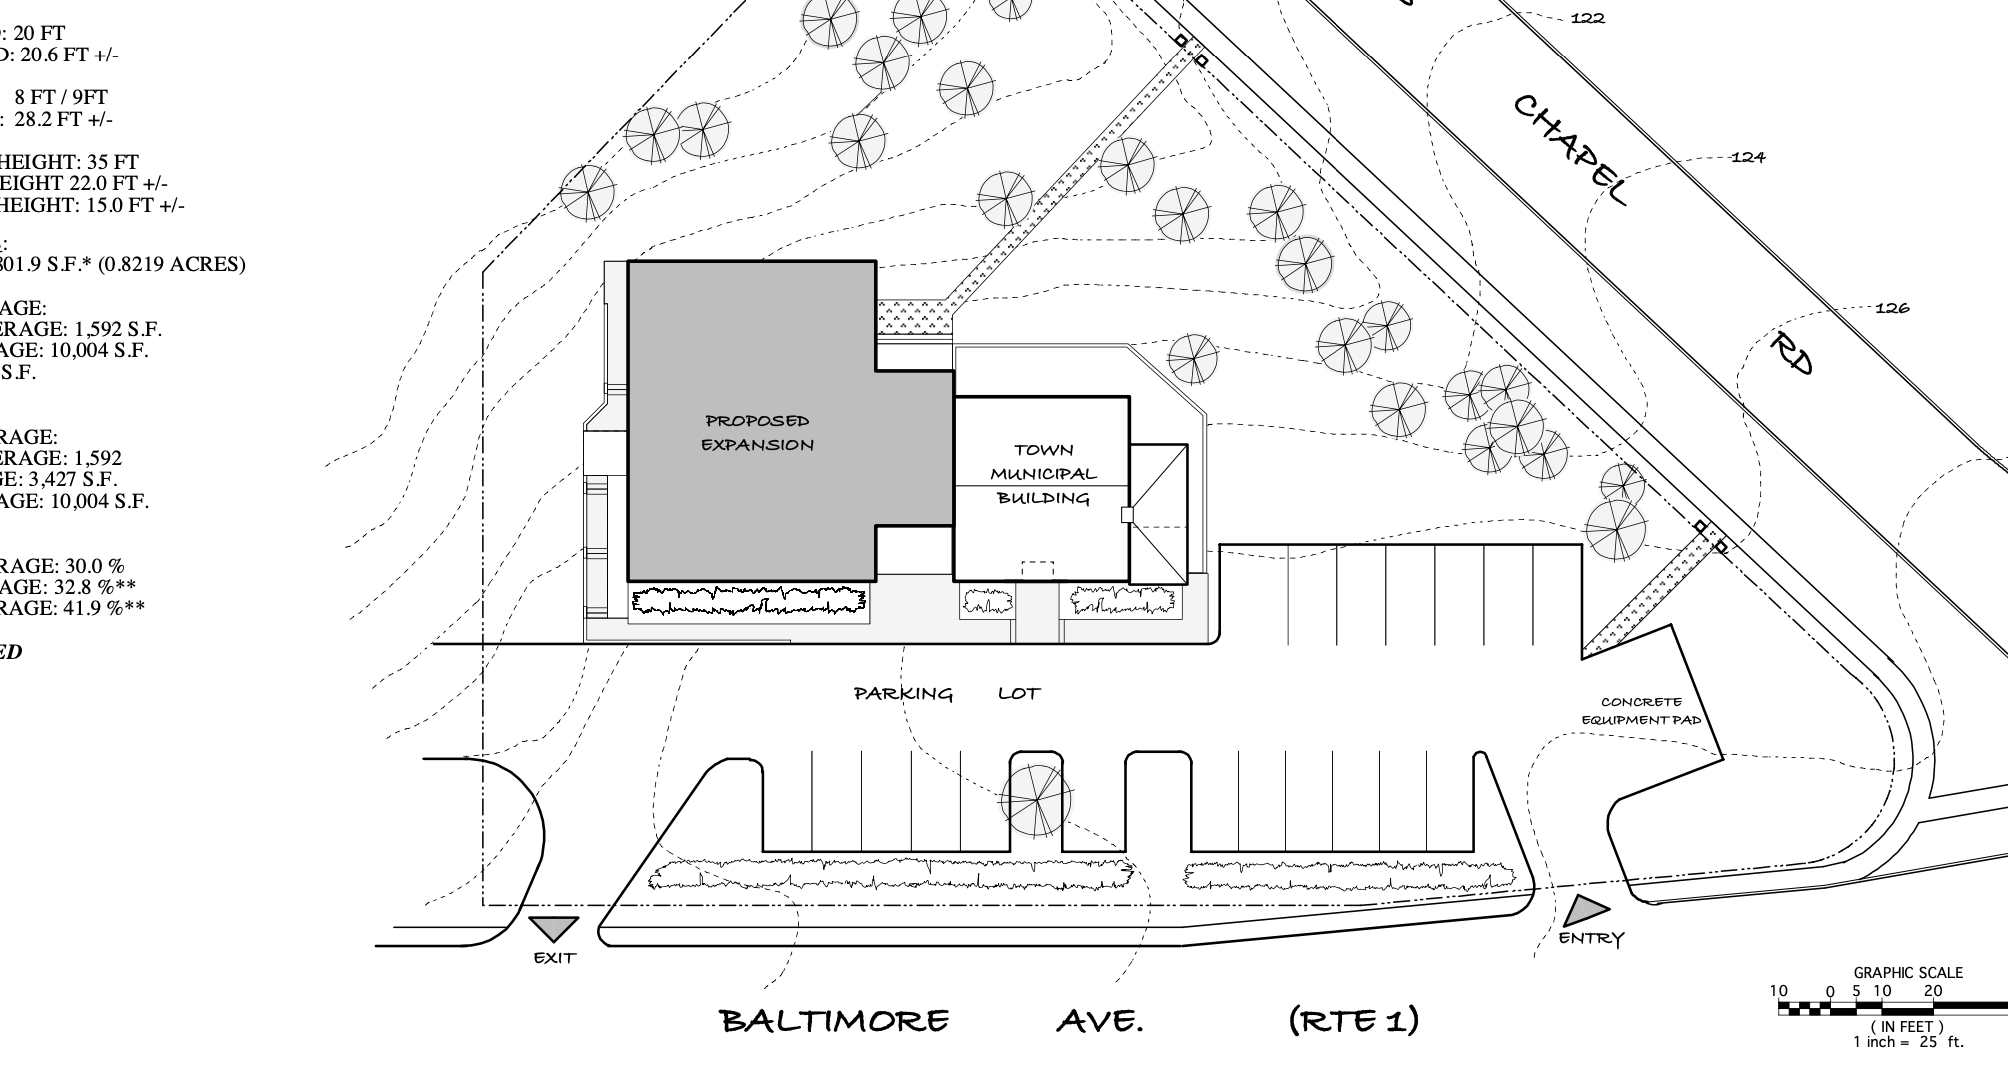 : 20 FT
D: 20.6 FT +/-
8 FT / 9FT
: 28.2 FT +/-
HEIGHT: 35 FT
EIGHT 22.0 FT +/-
HEIGHT: 15.0 FT +/-
:
801.9 S.F.* (0.8219 ACRES)
AGE:
ERAGE: 1,592 S.F.
AGE: 10,004 S.F.
S.F.
RAGE:
ERAGE: 1,592
GE: 3,427 S.F.
AGE: 10,004 S.F.
RAGE: 30.0 %
AGE: 32.8 %**
RAGE: 41.9 %**
ED
122
124
126
CHAPEL
RD
PROPOSED
EXPANSION
TOWN
MUNICIPAL
BUILDING
PARKING LOT
CONCRETE
EQUIPMENT PAD
EXIT
ENTRY
BALTIMORE AVE. (RTE 1)
GRAPHIC SCALE
10 0 5 10 20
( IN FEET )
1 inch = 25 ft.